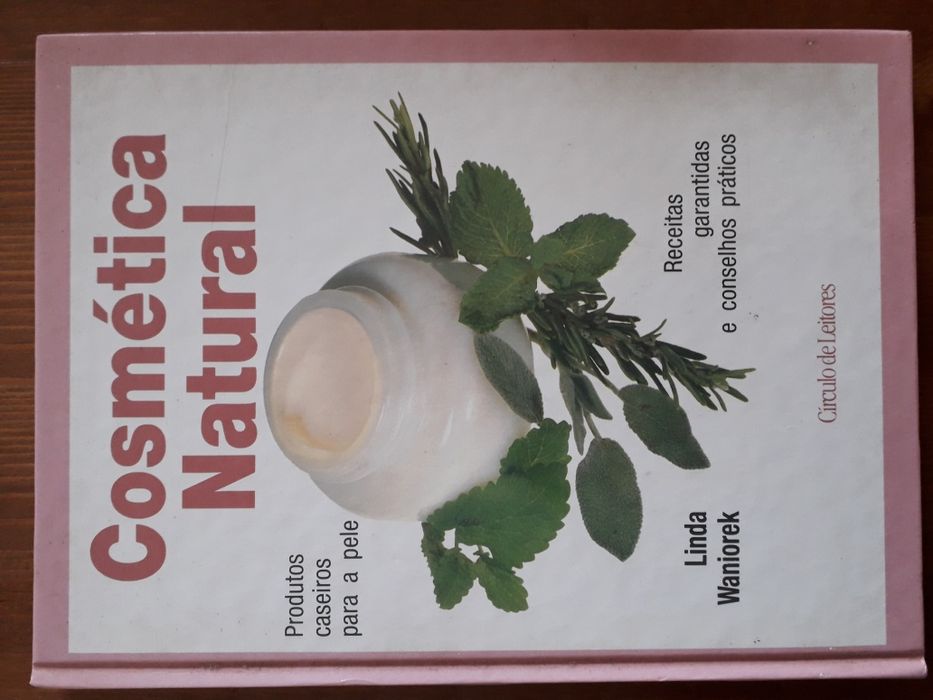 Cosmética
Natural
Produtos
caseiros
para a pele
Receitas
garantidas
e conselhos práticos
Linda
Waniorek
Círculo de Leitores